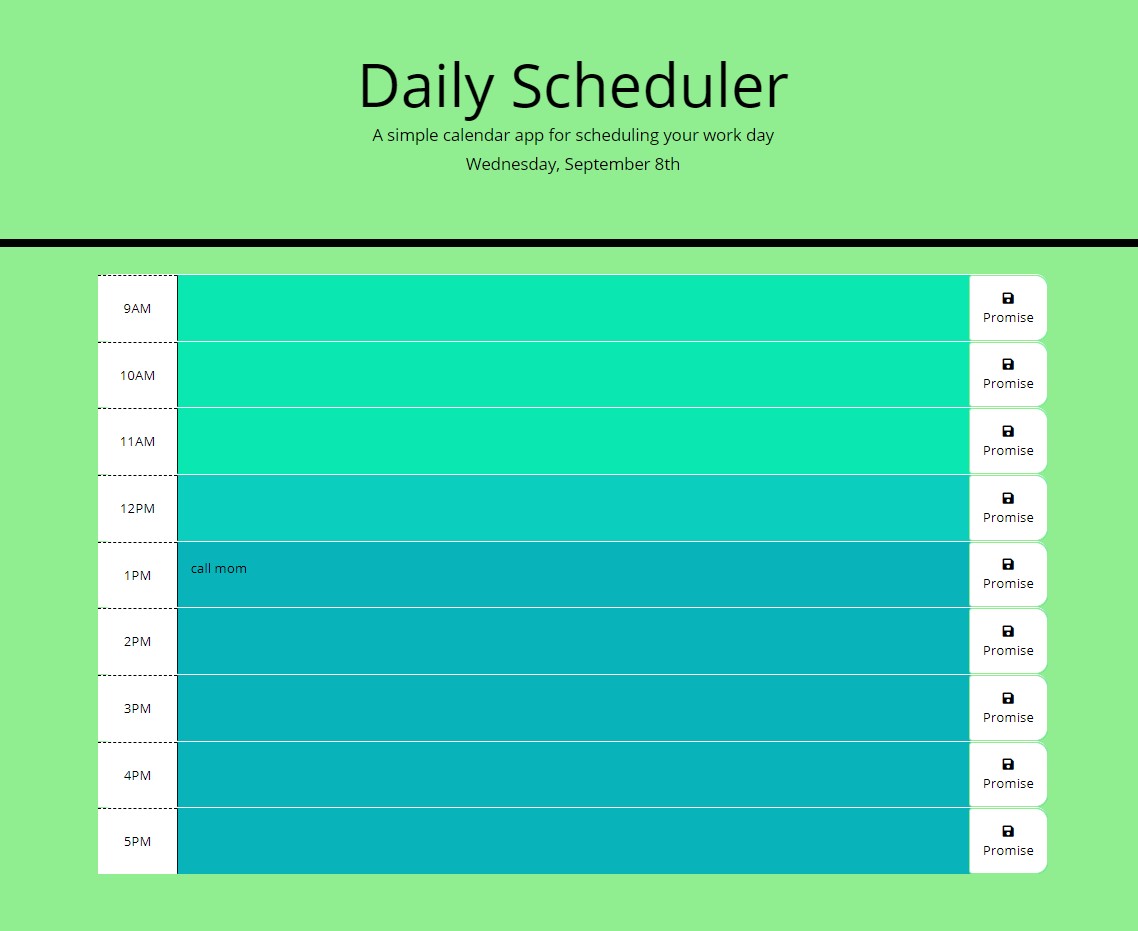 Daily Scheduler
A simple calendar app for scheduling your work day
Wednesday, September 8th
9AM
Promise
10AM
Promise
11AM
Promise
12PM
Promise
1PM
call mom
Promise
2PM
Promise
3PM
Promise
4PM
Promise
5PM
Promise